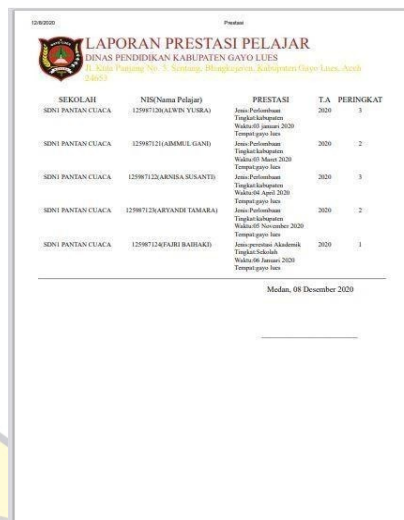 12/8/2020 Prestasi
LAPORAN PRESTASI PELAJAR
DINAS PENDIDIKAN KABUPATEN GAYO LUES
Jl. Kuta Panjang No. 5, Sentang, Blangkejeren, Kabupaten Gayo Lues, Aceh
24653
SEKOLAH NIS(Nama Pelajar) PRESTASI T.A PERINGKAT
SDN1 PANTAN CUACA 125987120(ALWIN YUSRA) Jenis:Perlombaan 2020 3
Tingkat:kabupaten
Waktu:03 januari 2020
Tempat:gayo lues
SDN1 PANTAN CUACA 125987121(AIMMUL GANI) Jenis:Perlombaan 2020 2
Tingkat:kabupaten
Waktu:03 Maret 2020
Tempat:gayo lues
SDN1 PANTAN CUACA 125987122(ARNISA SUSANTI) Jenis:Perlombaan 2020 3
Tingkat:kabupaten
Waktu:04 April 2020
Tempat:gayo lues
SDN1 PANTAN CUACA 125987123(ARYANDI TAMARA) Jenis:Perlombaan 2020 2
Tingkat:kabupaten
Waktu:05 November 2020
Tempat:gayo lues
SDN1 PANTAN CUACA 125987124(FAJRI BAIHAKI) Jenis:perestasi Akademik 2020 1
Tingkat:Sekolah
Waktu:06 Januari 2020
Tempat:gayo lues
Medan, 08 Desember 2020